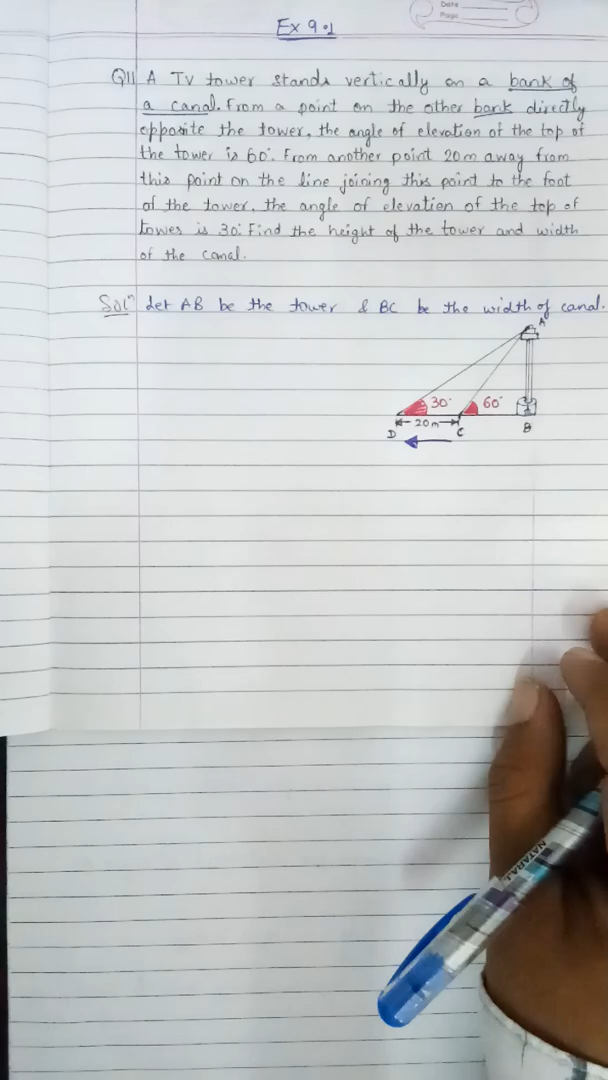 Date
Page
Ex 9.1
Q11 A TV tower stands vertically on a bank of
a canal. From a point on the other bank directly
opposite the tower, the angle of elevation of the top of
the tower is 60°. From another point 20m away from
this point on the line joining this point to the foot
of the tower, the angle of elevation of the top of
tower is 30°. Find the height of the tower and width
of the canal.
Solⁿ let AB be the tower & BC be the width of canal.
A
30° 60°
20m
D C B
NATARAJ